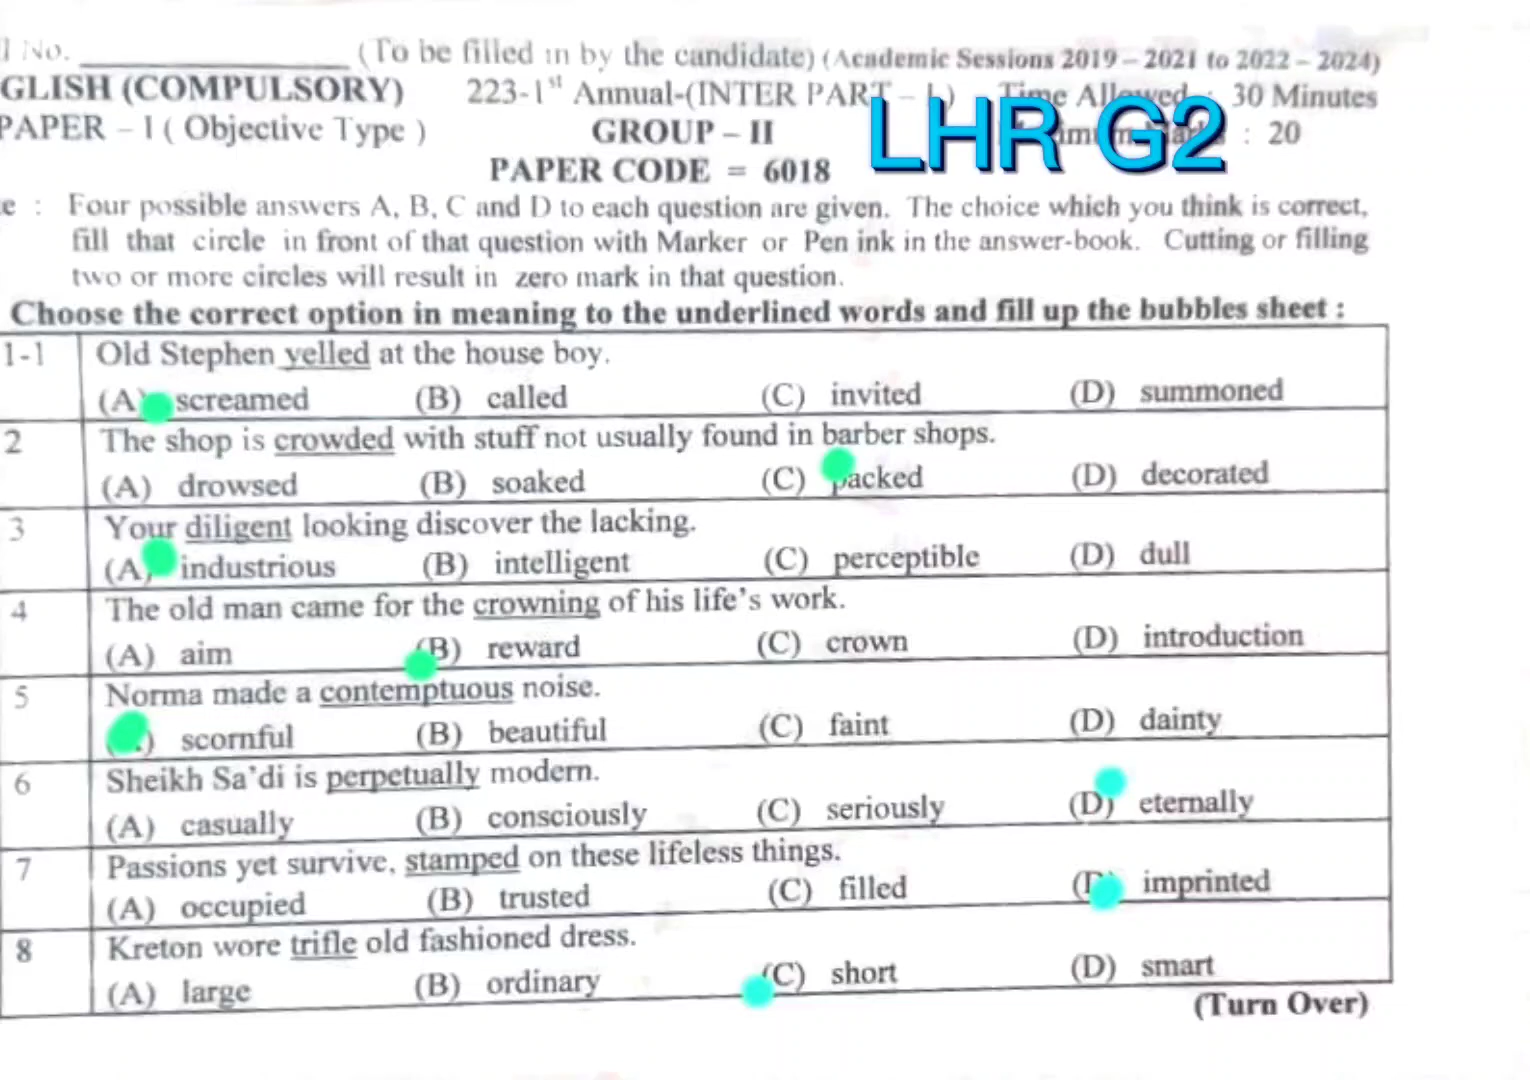 l No. ____________ (To be filled in by the candidate) (Academic Sessions 2019 – 2021 to 2022 – 2024)
GLISH (COMPULSORY) 223-1st Annual-(INTER PART – I) Time Allowed : 30 Minutes
PAPER – I ( Objective Type ) GROUP – II : 20
LHR G2
PAPER CODE = 6018
e : Four possible answers A, B, C and D to each question are given. The choice which you think is correct,
fill that circle in front of that question with Marker or Pen ink in the answer-book. Cutting or filling
two or more circles will result in zero mark in that question.
Choose the correct option in meaning to the underlined words and fill up the bubbles sheet :
1-1 Old Stephen yelled at the house boy.
(A) screamed (B) called (C) invited (D) summoned
2 The shop is crowded with stuff not usually found in barber shops.
(A) drowsed (B) soaked (C) packed (D) decorated
3 Your diligent looking discover the lacking.
(A) industrious (B) intelligent (C) perceptible (D) dull
4 The old man came for the crowning of his life's work.
(A) aim (B) reward (C) crown (D) introduction
5 Norma made a contemptuous noise.
) scornful (B) beautiful (C) faint (D) dainty
6 Sheikh Sa'di is perpetually modern.
(A) casually (B) consciously (C) seriously (D) eternally
7 Passions yet survive, stamped on these lifeless things.
(A) occupied (B) trusted (C) filled (D) imprinted
8 Kreton wore trifle old fashioned dress.
(A) large (B) ordinary (C) short (D) smart
(Turn Over)